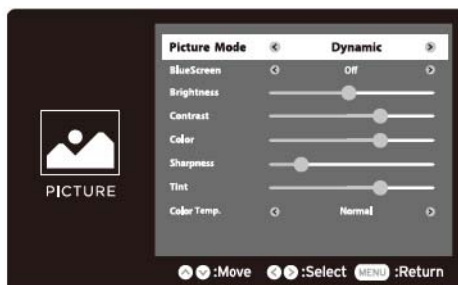 Picture Mode Dynamic
BlueScreen Off
Brightness
Contrast
Color
Sharpness
Tint
Color Temp. Normal
PICTURE
:Move :Select MENU :Return